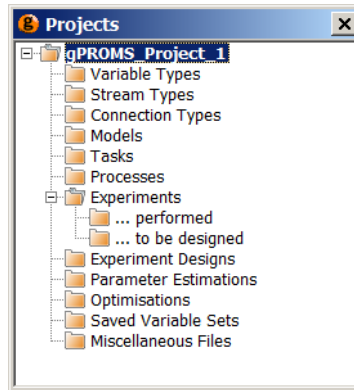 Projects
gPROMS_Project_1
Variable Types
Stream Types
Connection Types
Models
Tasks
Processes
Experiments
... performed
... to be designed
Experiment Designs
Parameter Estimations
Optimisations
Saved Variable Sets
Miscellaneous Files